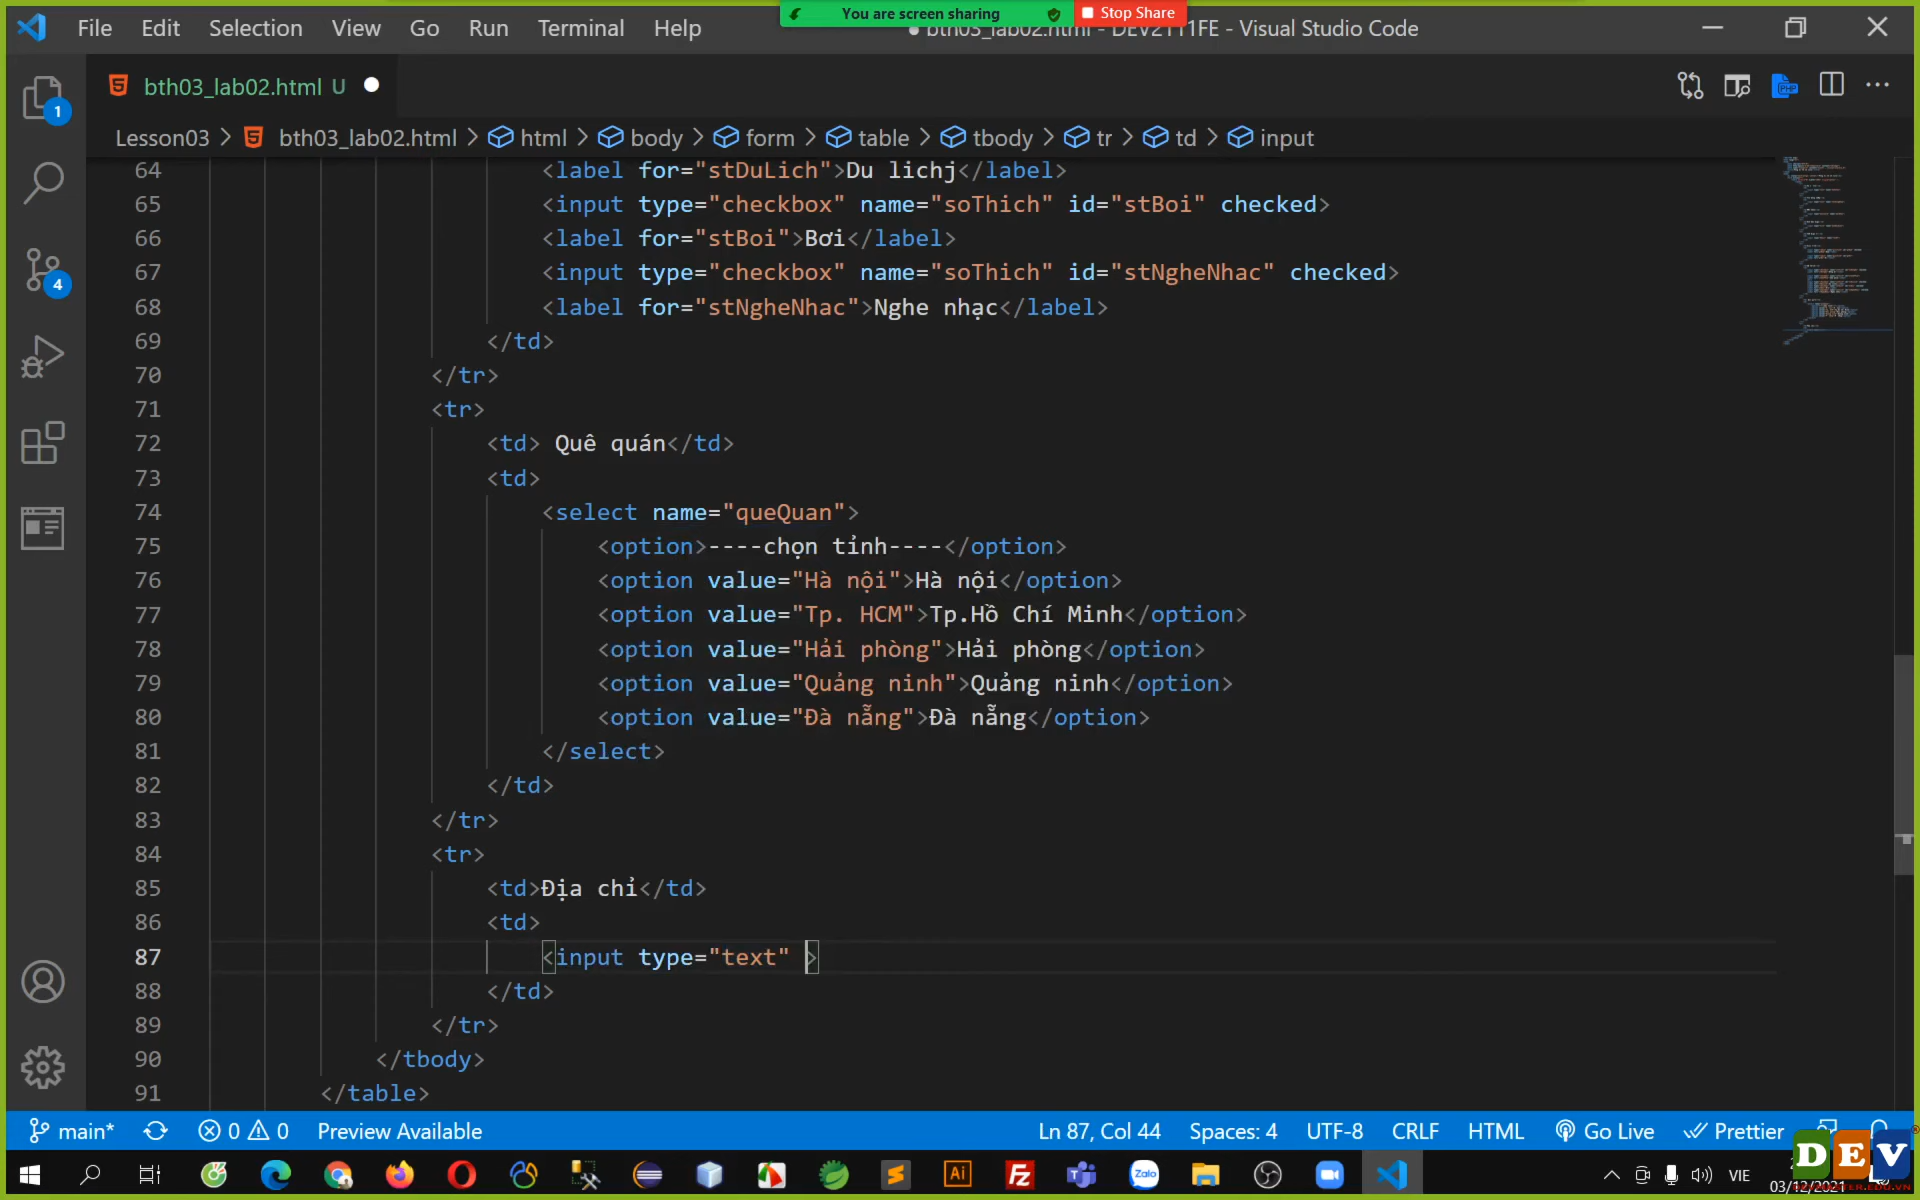 You are screen sharing
Stop Share
File Edit Selection View Go Run Terminal Help
bth03_lab02.html - DEV2111FE - Visual Studio Code
bth03_lab02.html U
Lesson03 > bth03_lab02.html > html > body > form > table > tbody > tr > td > input
64 <label for="stDuLich">Du lichj</label>
65 <input type="checkbox" name="soThich" id="stBoi" checked>
66 <label for="stBoi">Bơi</label>
67 <input type="checkbox" name="soThich" id="stNgheNhac" checked>
68 <label for="stNgheNhac">Nghe nhạc</label>
69 </td>
70 </tr>
71 <tr>
72 <td> Quê quán</td>
73 <td>
74 <select name="queQuan">
75 <option>----chọn tỉnh----</option>
76 <option value="Hà nội">Hà nội</option>
77 <option value="Tp. HCM">Tp.Hồ Chí Minh</option>
78 <option value="Hải phòng">Hải phòng</option>
79 <option value="Quảng ninh">Quảng ninh</option>
80 <option value="Đà nẵng">Đà nẵng</option>
81 </select>
82 </td>
83 </tr>
84 <tr>
85 <td>Địa chỉ</td>
86 <td>
87 <input type="text" >
88 </td>
89 </tr>
90 </tbody>
91 </table>
1
4
main* 0 0 Preview Available Ln 87, Col 44 Spaces: 4 UTF-8 CRLF HTML Go Live Prettier
VIE
03/12/2021
DEV